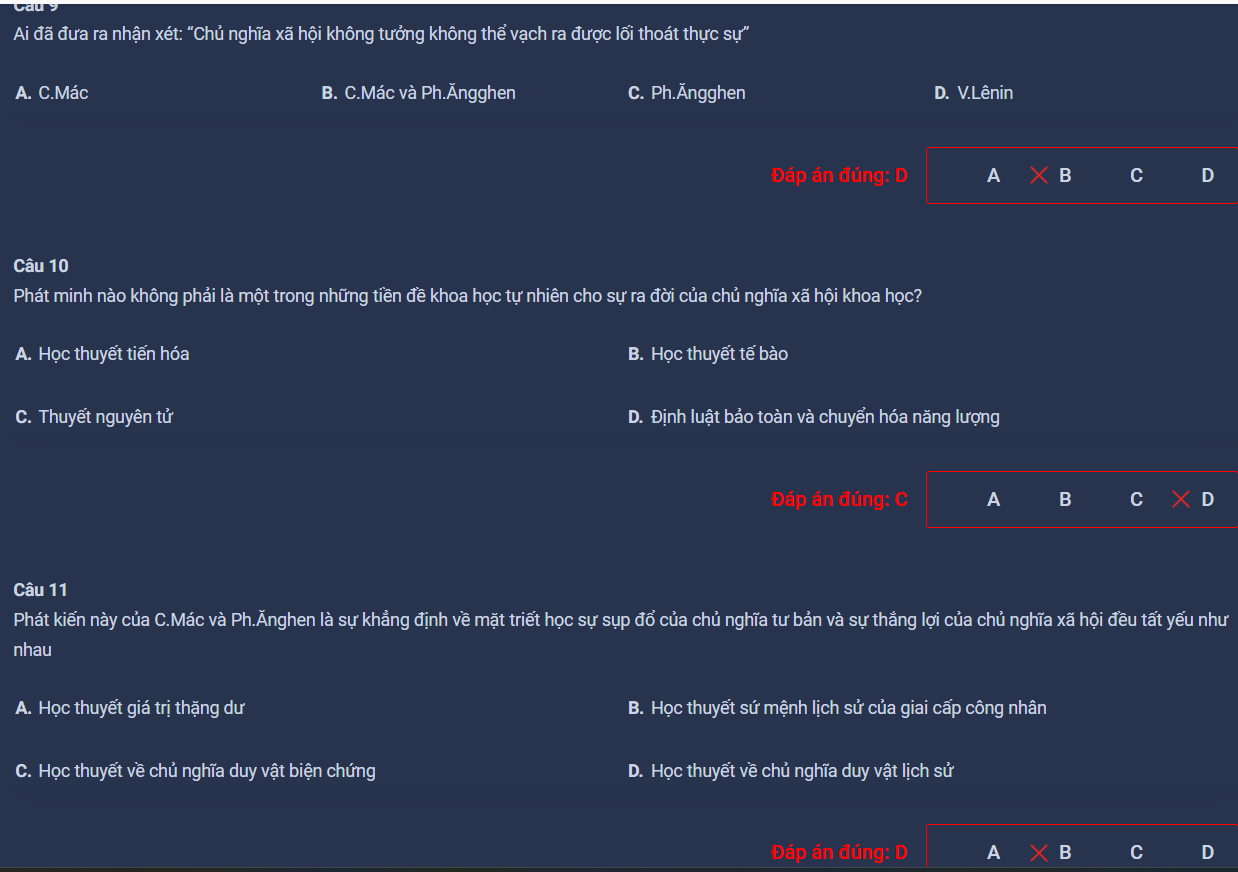 Câu 9
Ai đã đưa ra nhận xét: “Chủ nghĩa xã hội không tưởng không thể vạch ra được lối thoát thực sự”
A. C.Mác B. C.Mác và Ph.Ăngghen C. Ph.Ăngghen D. V.Lênin
Đáp án đúng: D A B C D
Câu 10
Phát minh nào không phải là một trong những tiền đề khoa học tự nhiên cho sự ra đời của chủ nghĩa xã hội khoa học?
A. Học thuyết tiến hóa B. Học thuyết tế bào
C. Thuyết nguyên tử D. Định luật bảo toàn và chuyển hóa năng lượng
Đáp án đúng: C A B C D
Câu 11
Phát kiến này của C.Mác và Ph.Ănghen là sự khẳng định về mặt triết học sự sụp đổ của chủ nghĩa tư bản và sự thắng lợi của chủ nghĩa xã hội đều tất yếu như
nhau
A. Học thuyết giá trị thặng dư B. Học thuyết sứ mệnh lịch sử của giai cấp công nhân
C. Học thuyết về chủ nghĩa duy vật biện chứng D. Học thuyết về chủ nghĩa duy vật lịch sử
Đáp án đúng: D A B C D